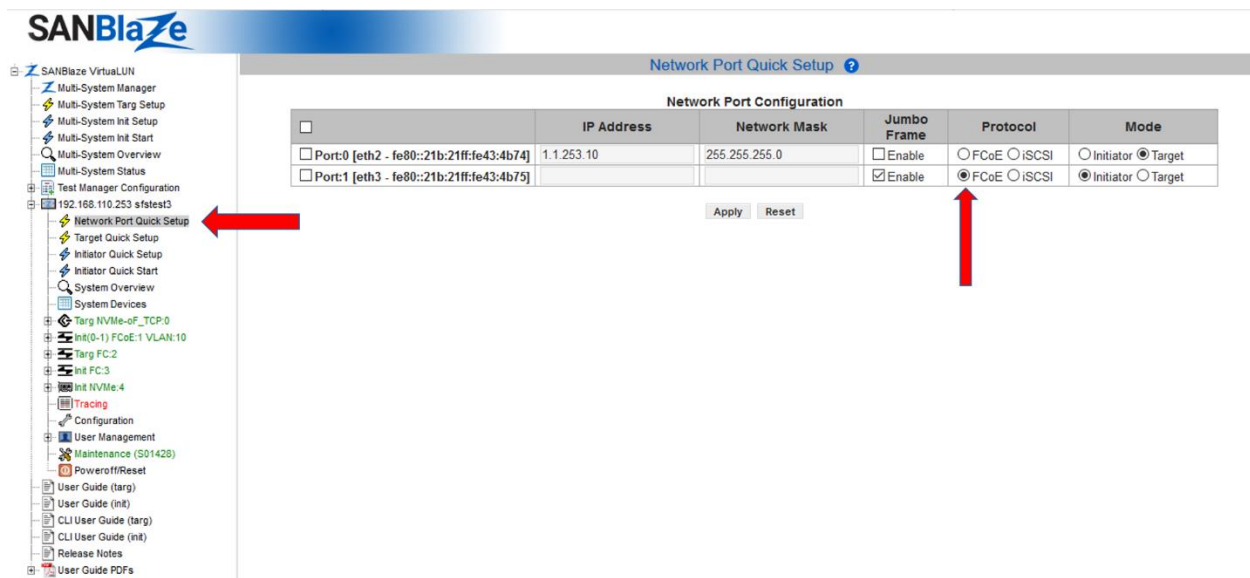 SANBlaze
SANBlaze VirtuaLUN
Multi-System Manager
Multi-System Targ Setup
Multi-System Init Setup
Multi-System Init Start
Multi-System Overview
Multi-System Status
Test Manager Configuration
192.168.110.253 sfstest3
Network Port Quick Setup
Target Quick Setup
Initiator Quick Setup
Initiator Quick Start
System Overview
System Devices
Targ NVMe-oF_TCP:0
Init(0-1) FCoE:1 VLAN:10
Targ FC:2
Init FC:3
Init NVMe:4
Tracing
Configuration
User Management
Maintenance (S01428)
Poweroff/Reset
User Guide (targ)
User Guide (init)
CLI User Guide (targ)
CLI User Guide (init)
Release Notes
User Guide PDFs
Network Port Quick Setup ?
Network Port Configuration
IP Address Network Mask Jumbo Frame Protocol Mode
Port:0 [eth2 - fe80::21b:21ff:fe43:4b74] 1.1.253.10 255.255.255.0 Enable FCoE iSCSI Initiator Target
Port:1 [eth3 - fe80::21b:21ff:fe43:4b75] Enable FCoE iSCSI Initiator Target
Apply Reset